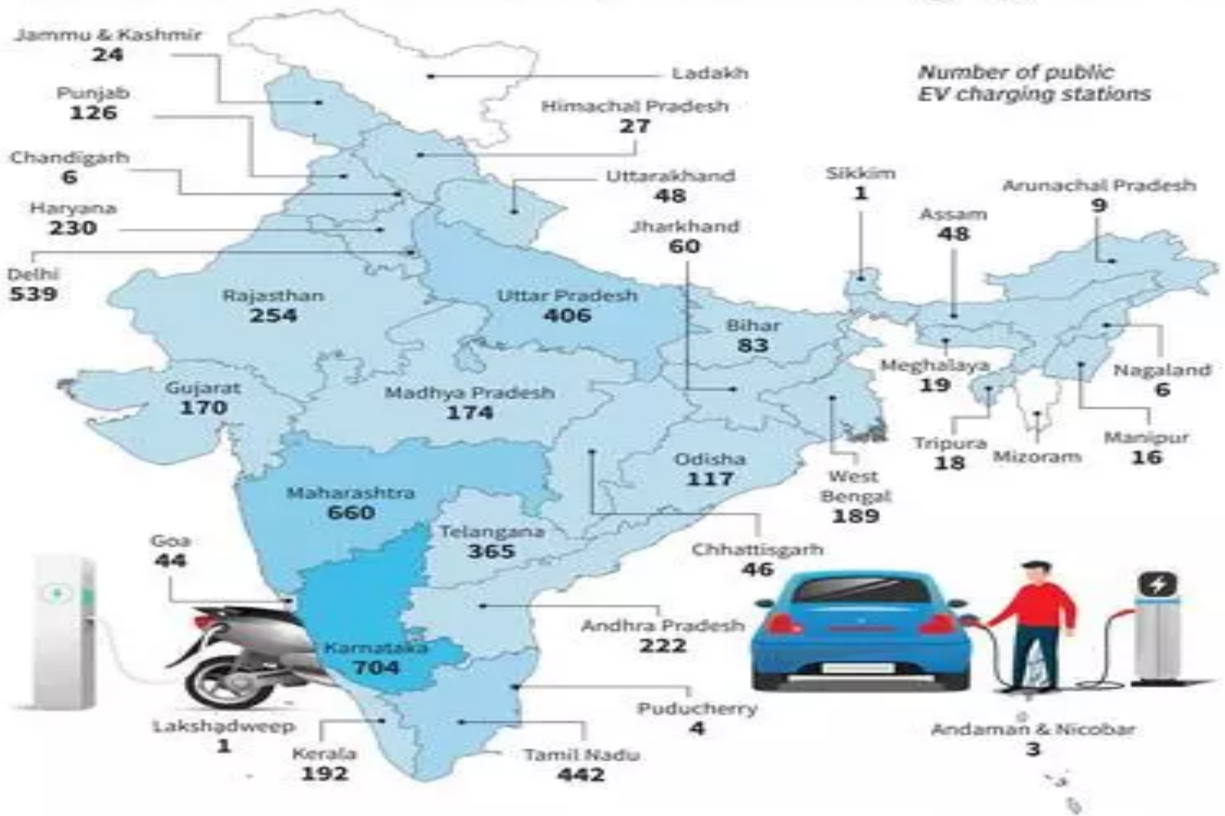 Jammu & Kashmir
24
Ladakh
Number of public
EV charging stations
Punjab
126
Himachal Pradesh
27
Chandigarh
6
Uttarakhand
48
Sikkim
1
Arunachal Pradesh
9
Haryana
230
Jharkhand
60
Assam
48
Delhi
539
Rajasthan
254
Uttar Pradesh
406
Bihar
83
Meghalaya
19
Nagaland
6
Gujarat
170
Madhya Pradesh
174
Tripura
18
Mizoram
Manipur
16
Odisha
117
West
Bengal
189
Maharashtra
660
Telangana
365
Chhattisgarh
46
Goa
44
Andhra Pradesh
222
Karnataka
704
Puducherry
4
Lakshadweep
1
Kerala
192
Tamil Nadu
442
Andaman & Nicobar
3